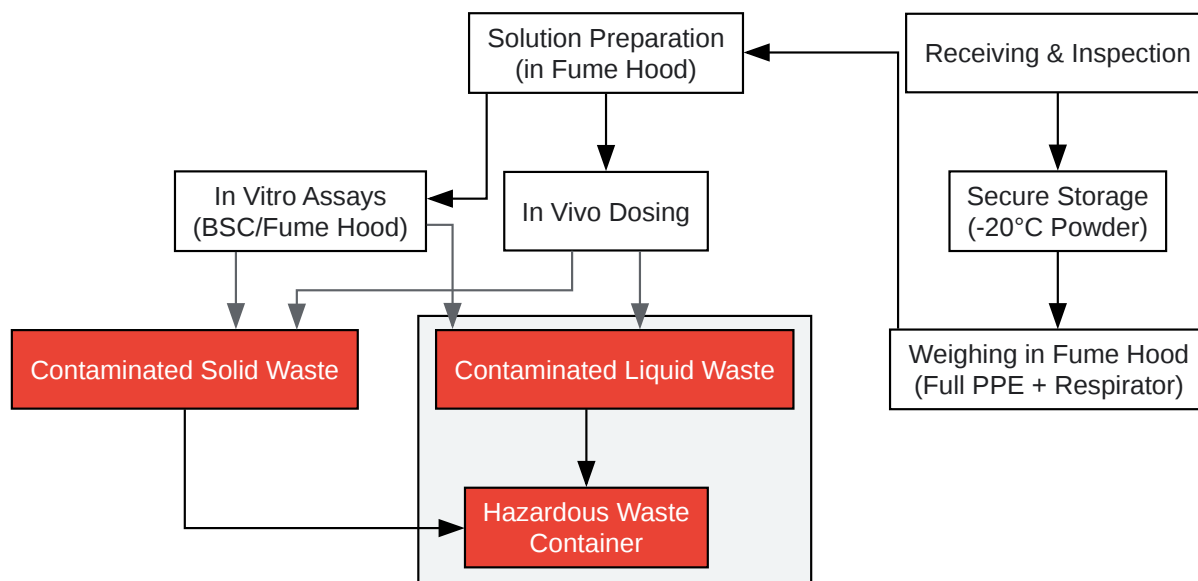 Solution Preparation
(in Fume Hood)
Receiving & Inspection
In Vitro Assays
(BSC/Fume Hood)
In Vivo Dosing
Secure Storage
(-20°C Powder)
Contaminated Solid Waste
Contaminated Liquid Waste
Weighing in Fume Hood
(Full PPE + Respirator)
Hazardous Waste
Container